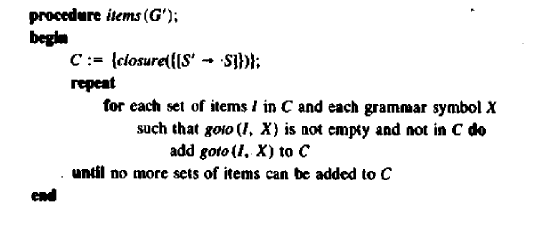 procedure items(G');
begin
C := {closure({[S' → ·S]})};
repeat
for each set of items I in C and each grammar symbol X
such that goto(I, X) is not empty and not in C do
add goto(I, X) to C
until no more sets of items can be added to C
end